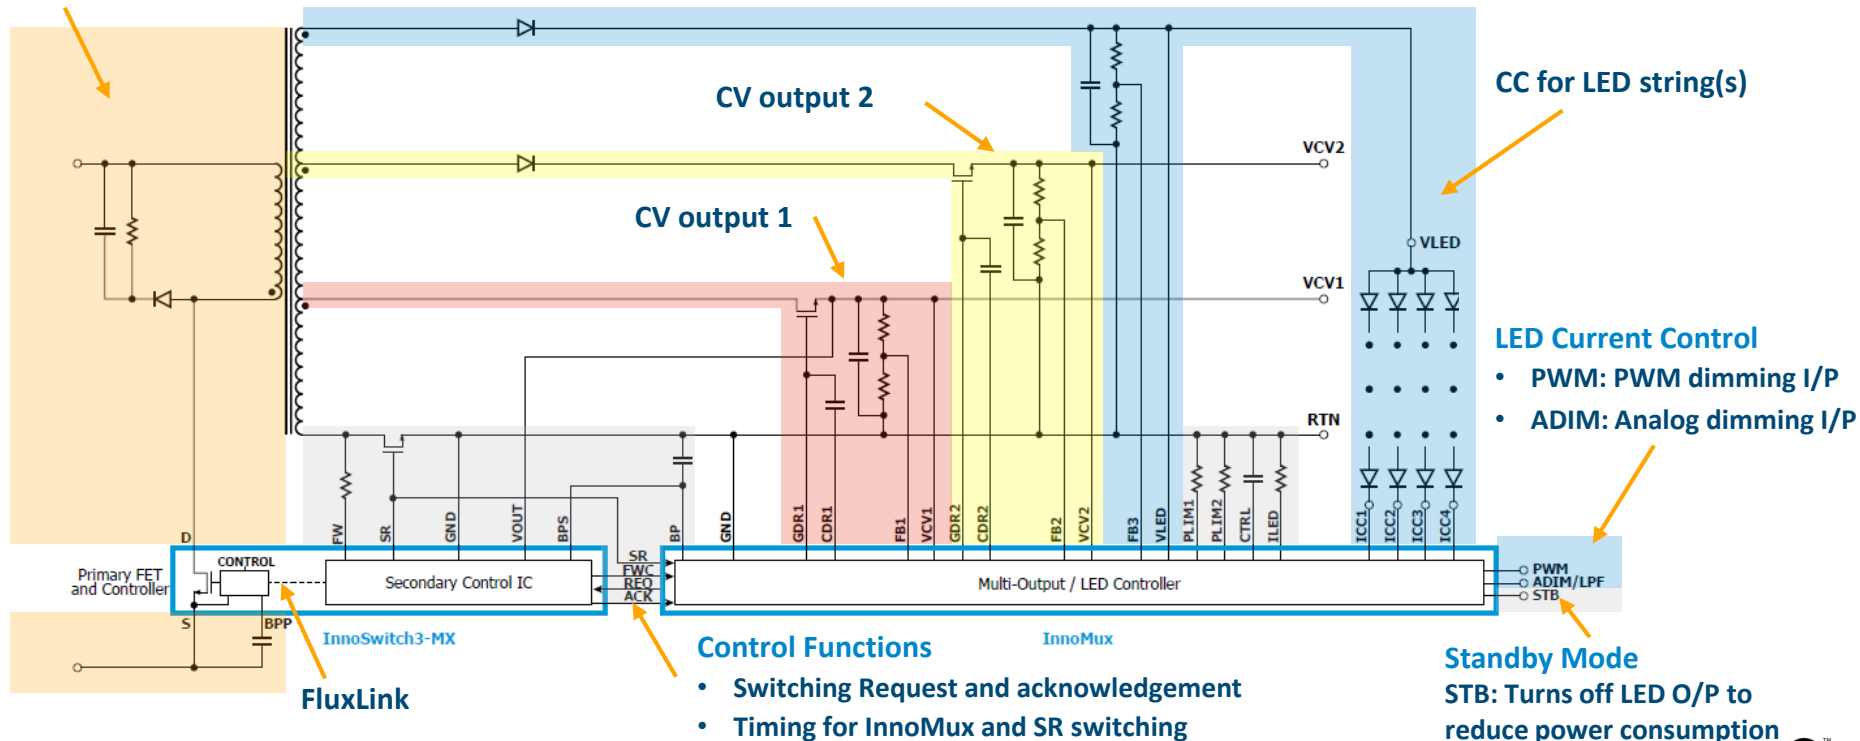 CV output 2
CC for LED string(s)
VCV2
CV output 1
VLED
VCV1
LED Current Control
• PWM: PWM dimming I/P
• ADIM: Analog dimming I/P
RTN
FW
SR
GND
VOUT
BPS
BP
GND
GDR1
CDR1
FB1
VCV1
GDR2
CDR2
FB2
VCV2
FB3
VLED
PLIM1
PLIM2
CTRL
ILED
ICC1
ICC2
ICC3
ICC4
D
CONTROL
Primary FET
and Controller
S
BPP
Secondary Control IC
SR
FWC
REQ
ACK
Multi-Output / LED Controller
PWM
ADIM/LPF
STB
InnoSwitch3-MX
InnoMux
FluxLink
Control Functions
• Switching Request and acknowledgement
• Timing for InnoMux and SR switching
Standby Mode
STB: Turns off LED O/P to
reduce power consumption
TM